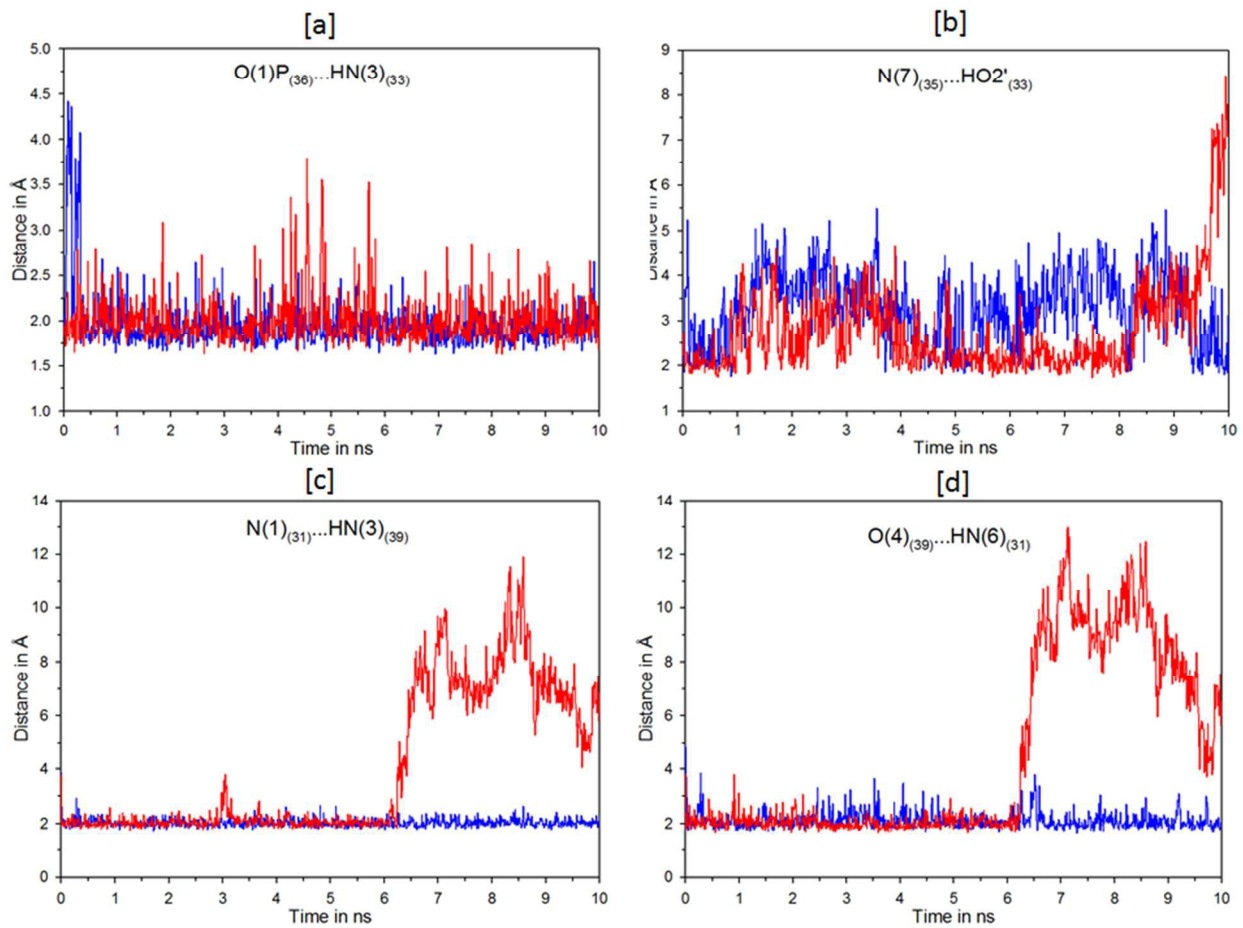 [a]
O(1)P(36)...HN(3)(33)
Distance in Å
5.0
4.5
4.0
3.5
3.0
2.5
2.0
1.5
1.0
0 1 2 3 4 5 6 7 8 9 10
Time in ns
[b]
N(7)(35)...HO2'(33)
Distance in Å
9
8
7
6
5
4
3
2
1
0 1 2 3 4 5 6 7 8 9 10
Time in ns
[c]
N(1)(31)...HN(3)(39)
Distance in Å
14
12
10
8
6
4
2
0
0 1 2 3 4 5 6 7 8 9 10
Time in ns
[d]
O(4)(39)...HN(6)(31)
Distance in Å
14
12
10
8
6
4
2
0
0 1 2 3 4 5 6 7 8 9 10
Time in ns